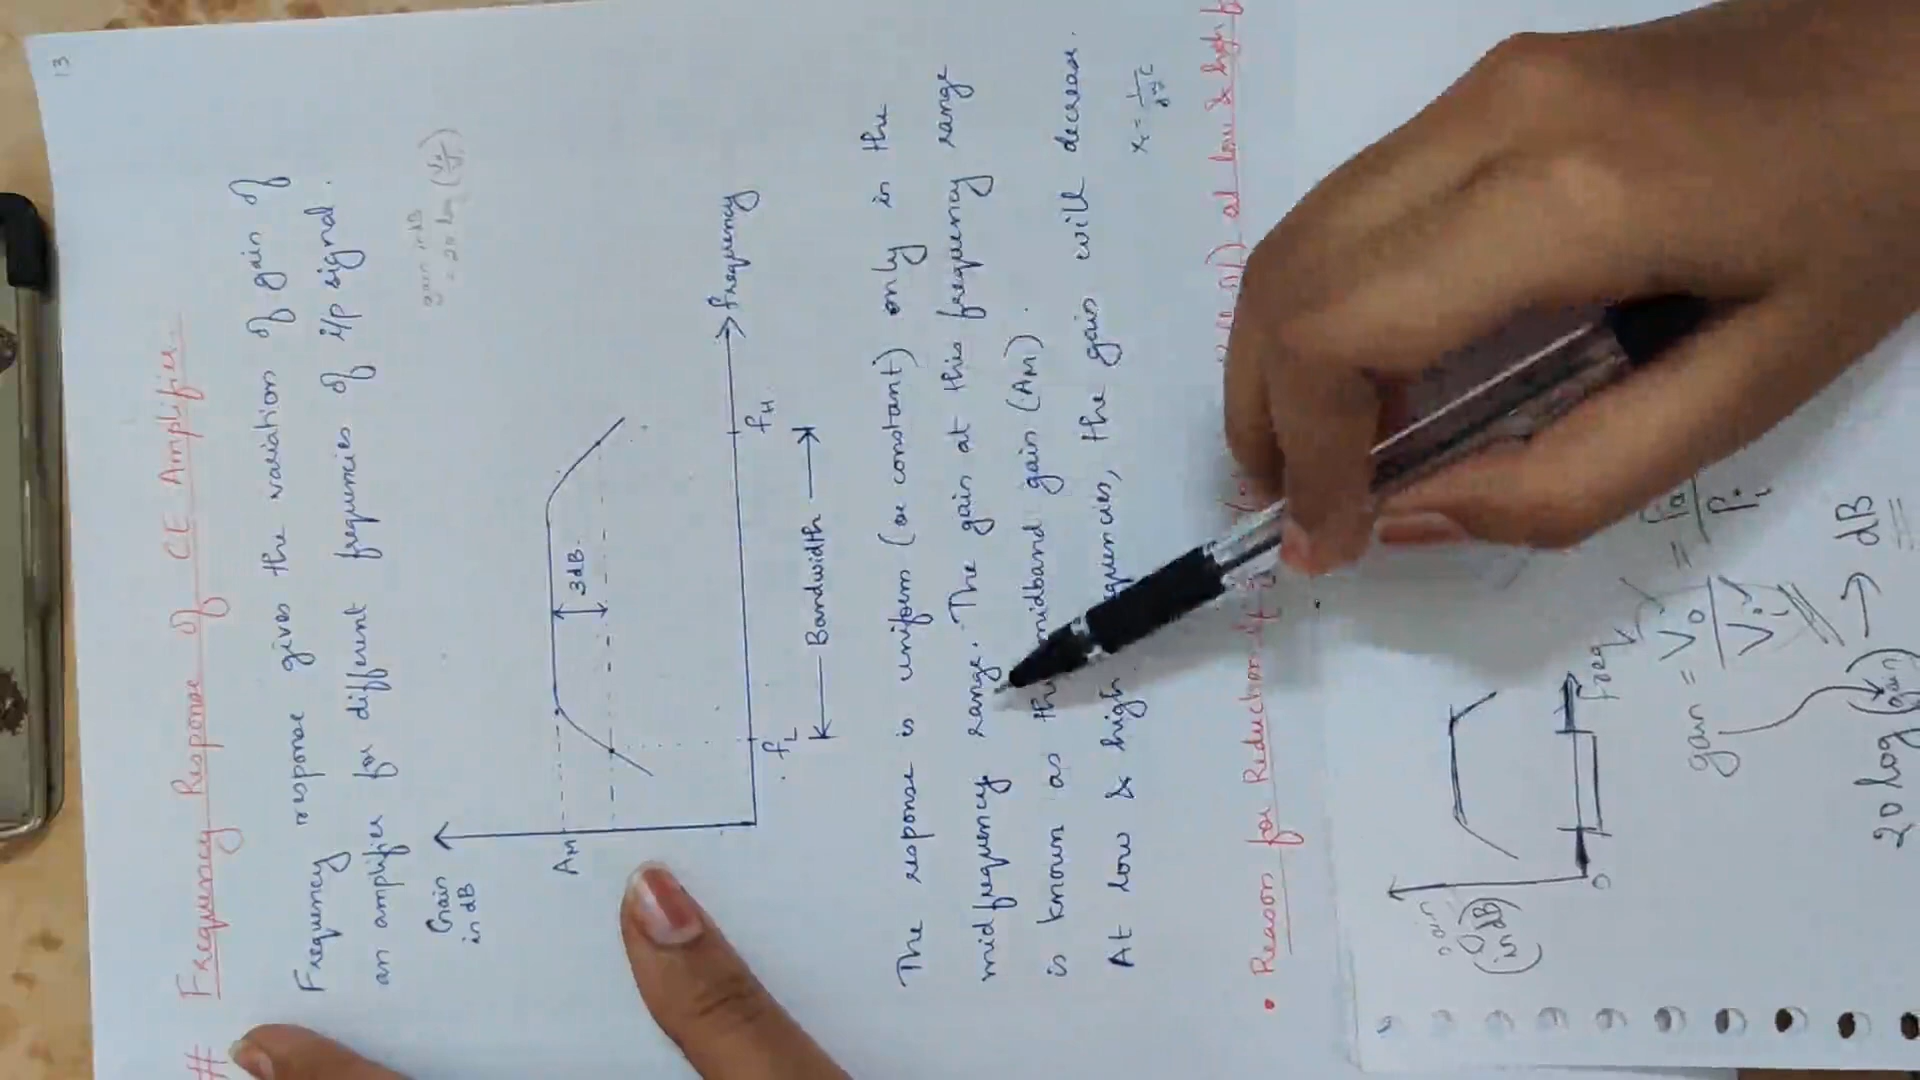 13
# Frequency Response Of CE Amplifier.
Frequency response gives the variation of gain of
an amplifier for different frequencies of i/p signal.
gain in dB
= 20 log (Vo/Vi)
Gain
in dB
AM
3dB
fL
fH
frequency
Bandwidth
The response is uniform (or constant) only in the
midfrequency range. The gain at this frequency range
is known as the midband gain (AM).
At low & high frequencies, the gain will decrease.
Xc = 1/2πfC
• Reason for Reduction at low & high
gain
(in dB)
0
freq
gain = Vo/Vi = Po/Pi
20 log (gain) → dB